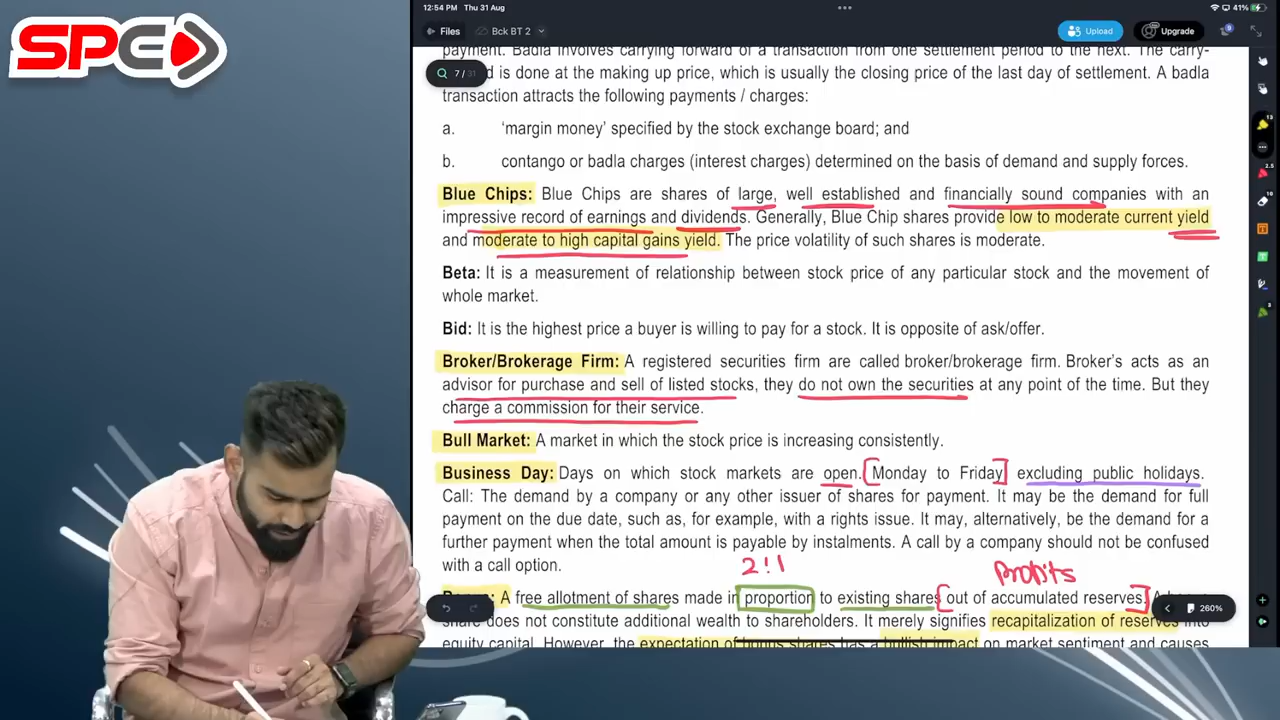 SPC
12:54 PM Thu 31 Aug
41%
Files
Bck BT 2
Upload
Upgrade
payment. Badla involves carrying forward of a transaction from one settlement period to the next. The carry-
7 / 31
is done at the making up price, which is usually the closing price of the last day of settlement. A badla
transaction attracts the following payments / charges:
a. ‘margin money’ specified by the stock exchange board; and
b. contango or badla charges (interest charges) determined on the basis of demand and supply forces.
Blue Chips: Blue Chips are shares of large, well established and financially sound companies with an
impressive record of earnings and dividends. Generally, Blue Chip shares provide low to moderate current yield
and moderate to high capital gains yield. The price volatility of such shares is moderate.
Beta: It is a measurement of relationship between stock price of any particular stock and the movement of
whole market.
Bid: It is the highest price a buyer is willing to pay for a stock. It is opposite of ask/offer.
Broker/Brokerage Firm: A registered securities firm are called broker/brokerage firm. Broker’s acts as an
advisor for purchase and sell of listed stocks, they do not own the securities at any point of the time. But they
charge a commission for their service.
Bull Market: A market in which the stock price is increasing consistently.
Business Day: Days on which stock markets are open. [Monday to Friday] excluding public holidays.
Call: The demand by a company or any other issuer of shares for payment. It may be the demand for full
payment on the due date, such as, for example, with a rights issue. It may, alternatively, be the demand for a
further payment when the total amount is payable by instalments. A call by a company should not be confused
with a call option.
2:1
Profits
A free allotment of shares made in proportion to existing shares [out of accumulated reserves]
260%
share does not constitute additional wealth to shareholders. It merely signifies recapitalization of reserves into
equity capital. However, the expectation of bonus shares has a bullish impact on market sentiment and causes